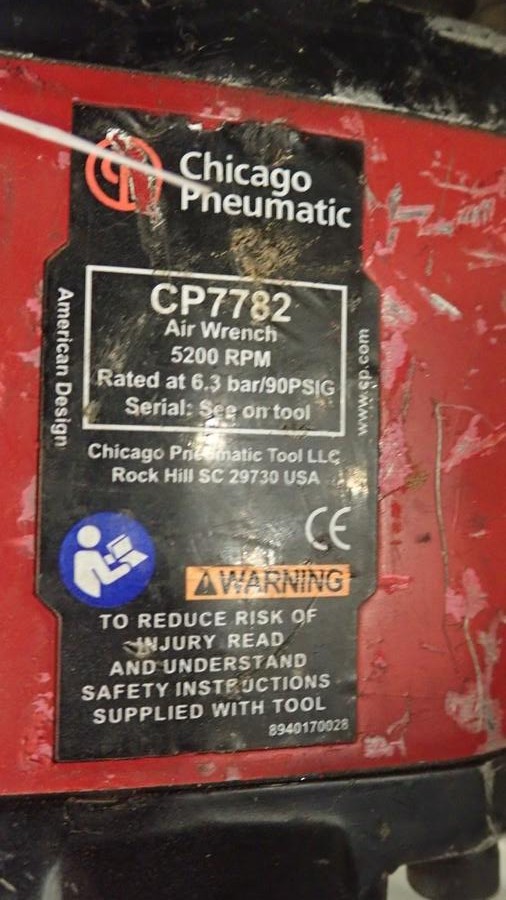 CP
Chicago
Pneumatic
CP7782
Air Wrench
5200 RPM
Rated at 6.3 bar/90PSIG
Serial: See on tool
American Design
www.cp.com
Chicago Pneumatic Tool LLC
Rock Hill SC 29730 USA
CE
WARNING
TO REDUCE RISK OF
INJURY READ
AND UNDERSTAND
SAFETY INSTRUCTIONS
SUPPLIED WITH TOOL
8940170028